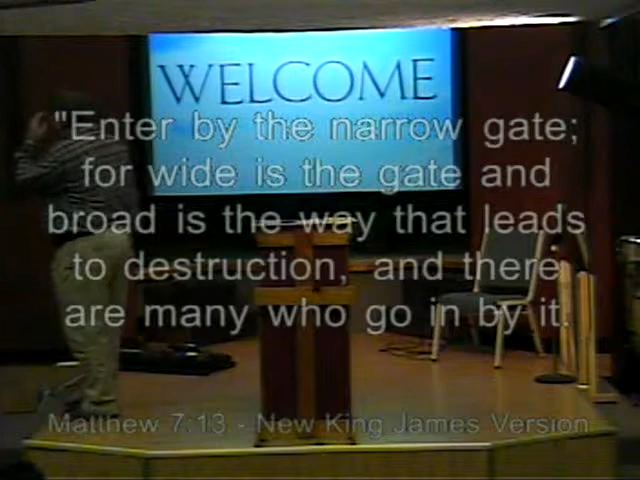 WELCOME
"Enter by the narrow gate;
for wide is the gate and
broad is the way that leads
to destruction, and there
are many who go in by it.
Matthew 7:13 - New King James Version